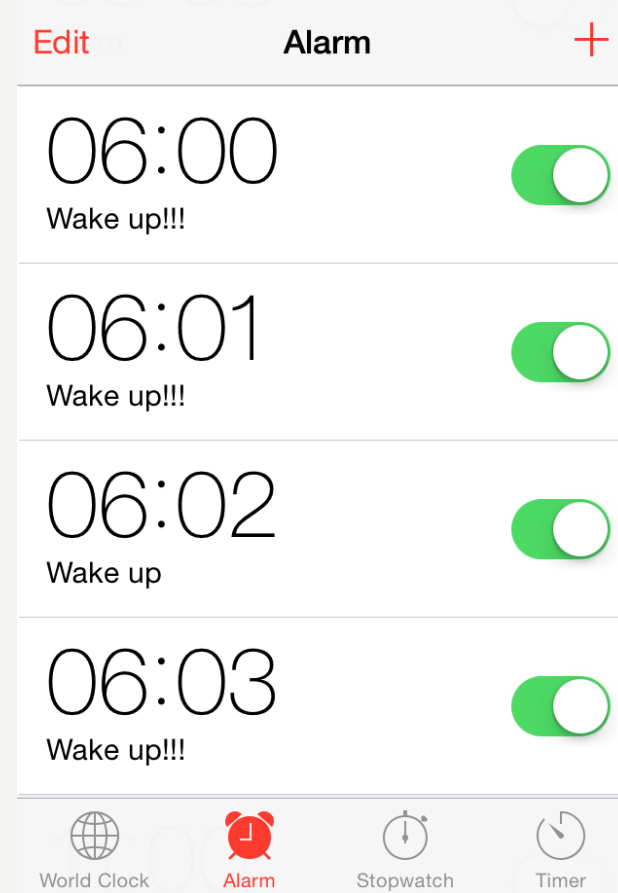 Edit Alarm +
06:00
Wake up!!!
06:01
Wake up!!!
06:02
Wake up
06:03
Wake up!!!
World Clock Alarm Stopwatch Timer